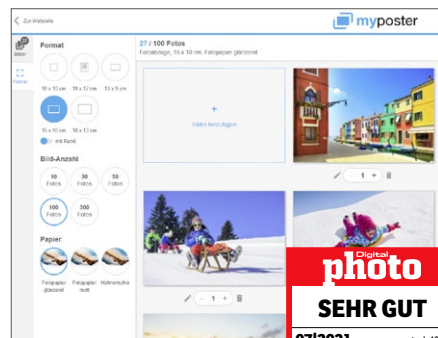 Zur Webseite
myposter
27
Bilder
Format
Format
10 x 10 cm
10 x 12 cm
13 x 9 cm
15 x 10 cm
18 x 13 cm
mit Rand
Bild-Anzahl
10 Fotos
30 Fotos
50 Fotos
100 Fotos
200 Fotos
Papier
Fotopapier glänzend
Fotopapier matt
Hahnemühle
27 / 100 Fotos
Fotoabzüge, 15 x 10 cm, Fotopapier glänzend
+
Bilder hinzufügen
- 1 +
- 1 +
Digital
photo
SEHR GUT
07|2021